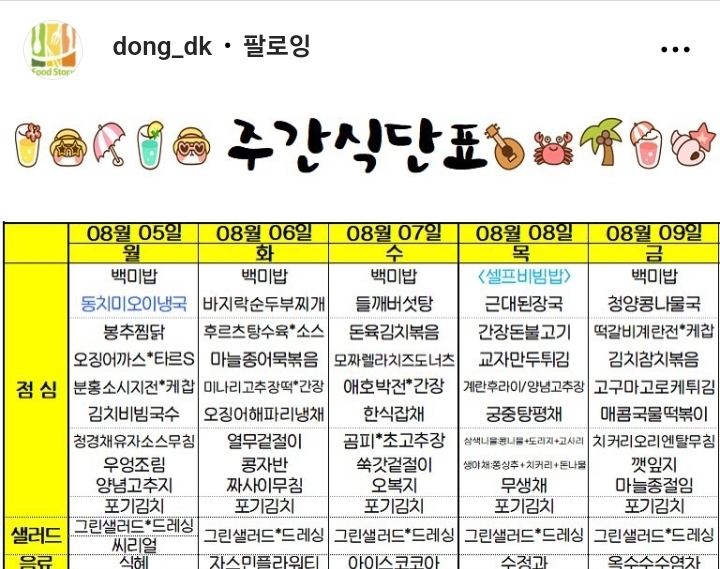 Food Story
dong_dk • 팔로잉
주간식단표
08월 05일 08월 06일 08월 07일 08월 08일 08월 09일
월 화 수 목 금
점 심
백미밥 백미밥 백미밥 <셀프비빔밥> 백미밥
동치미오이냉국 바지락순두부찌개 들깨버섯탕 근대된장국 청양콩나물국
봉추찜닭 후르츠탕수육*소스 돈육김치볶음 간장돈불고기 떡갈비계란전*케찹
오징어까스*타르S 마늘종어묵볶음 모짜렐라치즈도너츠 교자만두튀김 김치참치볶음
분홍소시지전*케찹 미나리고추장떡*간장 애호박전*간장 계란후라이/양념고추장 고구마고로케튀김
김치비빔국수 오징어해파리냉채 한식잡채 궁중탕평채 매콤국물떡볶이
청경채유자소스무침 열무겉절이 곰피*초고추장 삼색나물:콩나물+도라지+고사리 치커리오리엔탈무침
우엉조림 콩자반 쑥갓겉절이 생야채:쫑상추+치커리+돈나물 깻잎지
양념고추지 짜사이무침 오복지 무생채 마늘종절임
포기김치 포기김치 포기김치 포기김치 포기김치
샐러드
그린샐러드*드레싱 그린샐러드*드레싱 그린샐러드*드레싱 그린샐러드*드레싱 그린샐러드*드레싱
씨리얼
음료 식혜 자스민플라워티 아이스코코아 수정과 옥수수수염차